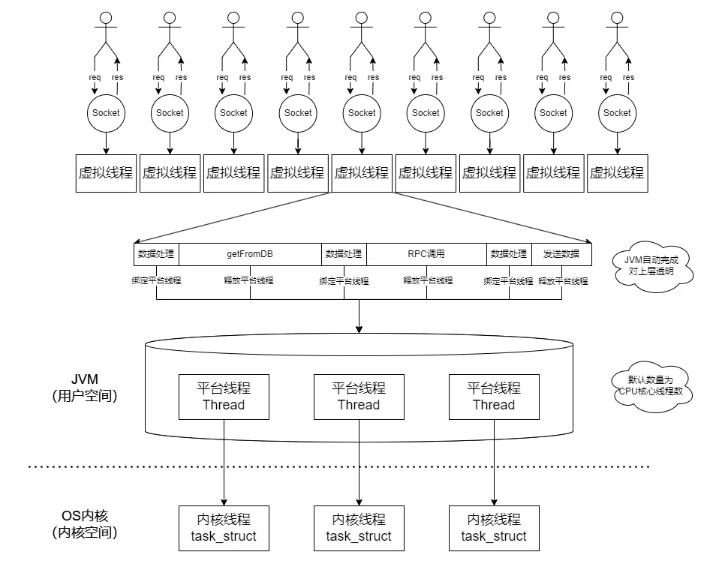 req res req res req res req res req res req res req res req res req res
Socket Socket Socket Socket Socket Socket Socket Socket Socket
虚拟线程 虚拟线程 虚拟线程 虚拟线程 虚拟线程 虚拟线程 虚拟线程 虚拟线程 虚拟线程
数据处理 getFromDB 数据处理 RPC调用 数据处理 发送数据
绑定平台线程 释放平台线程 绑定平台线程 释放平台线程 绑定平台线程 释放平台线程
JVM自动完成
对上层透明
JVM
(用户空间)
平台线程 平台线程 平台线程
Thread Thread Thread
默认数量为
CPU核心线程数
OS内核
(内核空间)
内核线程 内核线程 内核线程
task_struct task_struct task_struct